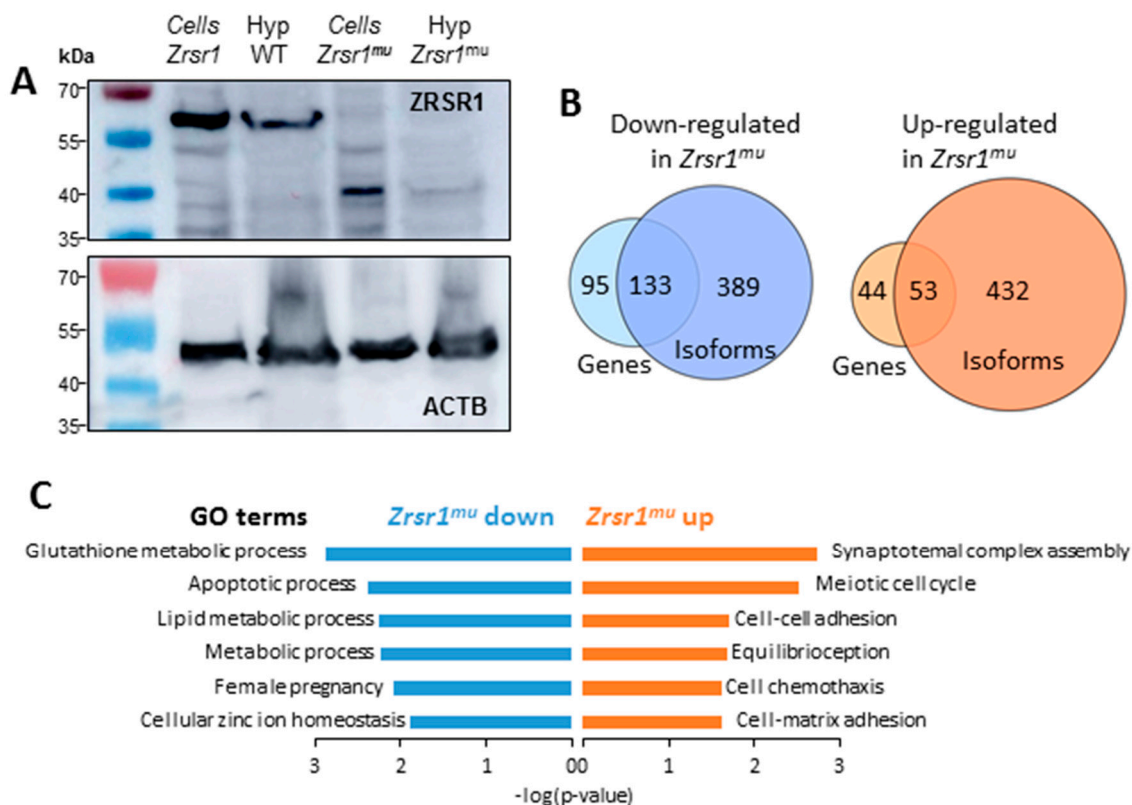 A
kDa
Cells Hyp Cells Hyp
Zrsr1 WT Zrsr1mu Zrsr1mu
70
ZRSR1
55
40
35
70
55
40
ACTB
35
B
Down-regulated
in Zrsr1mu
95 133 389
Genes Isoforms
Up-regulated
in Zrsr1mu
44 53 432
Genes Isoforms
C
GO terms Zrsr1mu down Zrsr1mu up
Glutathione metabolic process Synaptotemal complex assembly
Apoptotic process Meiotic cell cycle
Lipid metabolic process Cell-cell adhesion
Metabolic process Equilibrioception
Female pregnancy Cell chemothaxis
Cellular zinc ion homeostasis Cell-matrix adhesion
3 2 1 0 0 1 2 3
-log(p-value)